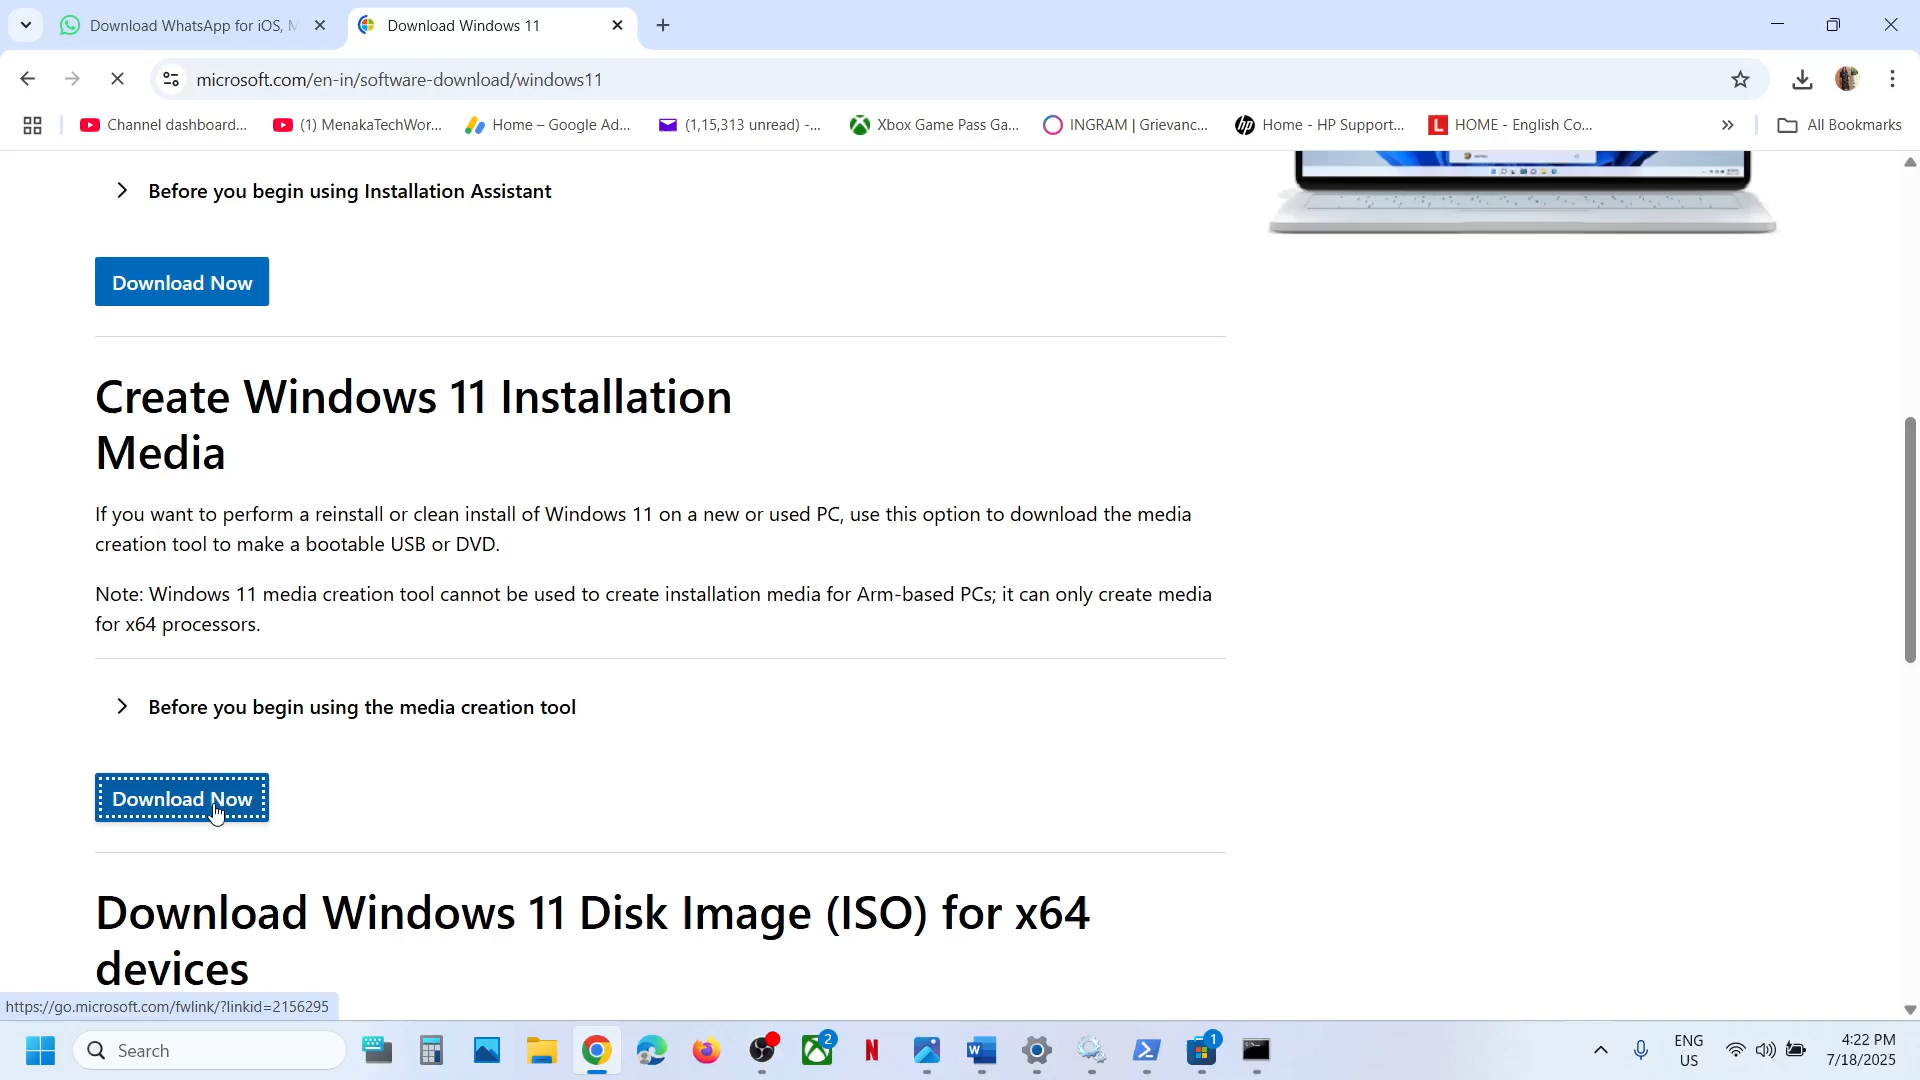 Download WhatsApp for iOS, M
Download Windows 11
microsoft.com/en-in/software-download/windows11
Channel dashboard...
(1) MenakaTechWor...
Home – Google Ad...
(1,15,313 unread) -...
Xbox Game Pass Ga...
INGRAM | Grievanc...
Home - HP Support...
HOME - English Co...
All Bookmarks
Before you begin using Installation Assistant
Download Now
Create Windows 11 Installation
Media
If you want to perform a reinstall or clean install of Windows 11 on a new or used PC, use this option to download the media
creation tool to make a bootable USB or DVD.
Note: Windows 11 media creation tool cannot be used to create installation media for Arm-based PCs; it can only create media
for x64 processors.
Before you begin using the media creation tool
Download Now
Download Windows 11 Disk Image (ISO) for x64
devices
https://go.microsoft.com/fwlink/?linkid=2156295
Search
2
1
ENG
US
4:22 PM
7/18/2025